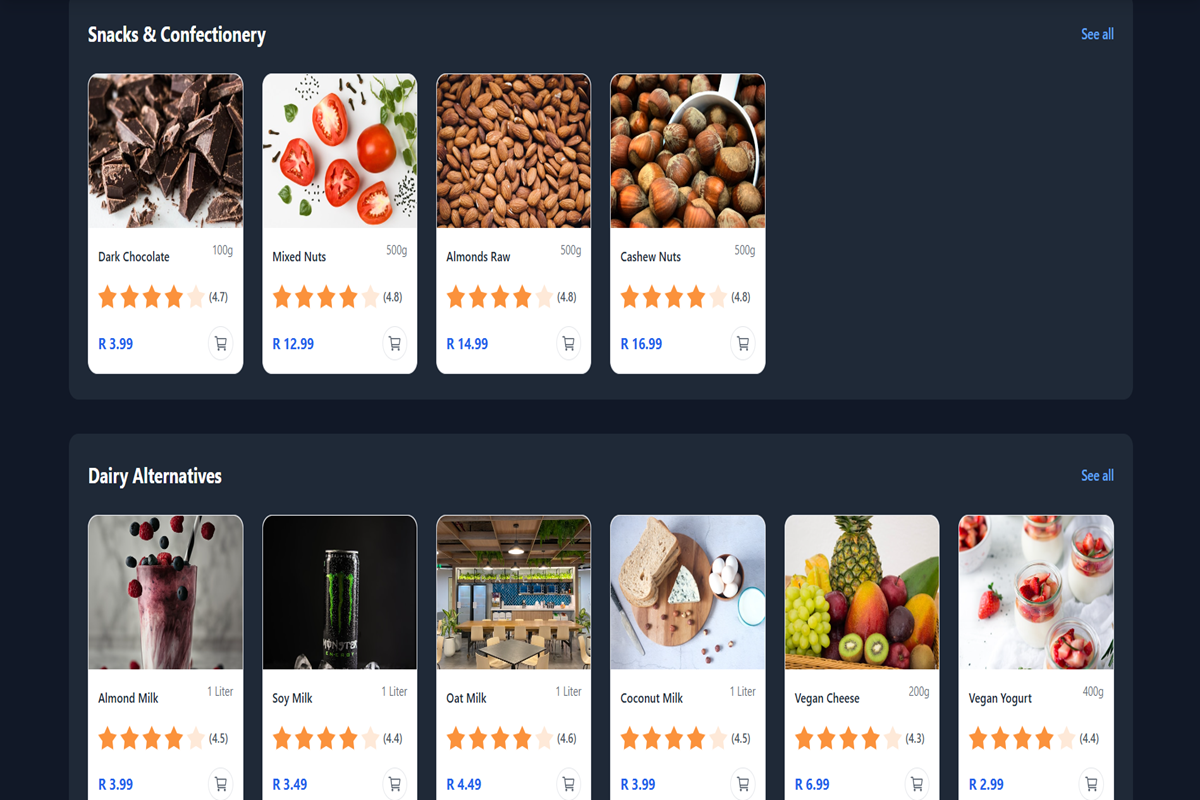 Snacks & Confectionery
See all
Dark Chocolate 100g
(4.7)
R 3.99
Mixed Nuts 500g
(4.8)
R 12.99
Almonds Raw 500g
(4.8)
R 14.99
Cashew Nuts 500g
(4.8)
R 16.99
Dairy Alternatives
See all
MONSTER
ENERGY
Almond Milk 1 Liter
(4.5)
R 3.99
Soy Milk 1 Liter
(4.4)
R 3.49
Oat Milk 1 Liter
(4.6)
R 4.49
Coconut Milk 1 Liter
(4.5)
R 3.99
Vegan Cheese 200g
(4.3)
R 6.99
Vegan Yogurt 400g
(4.4)
R 2.99